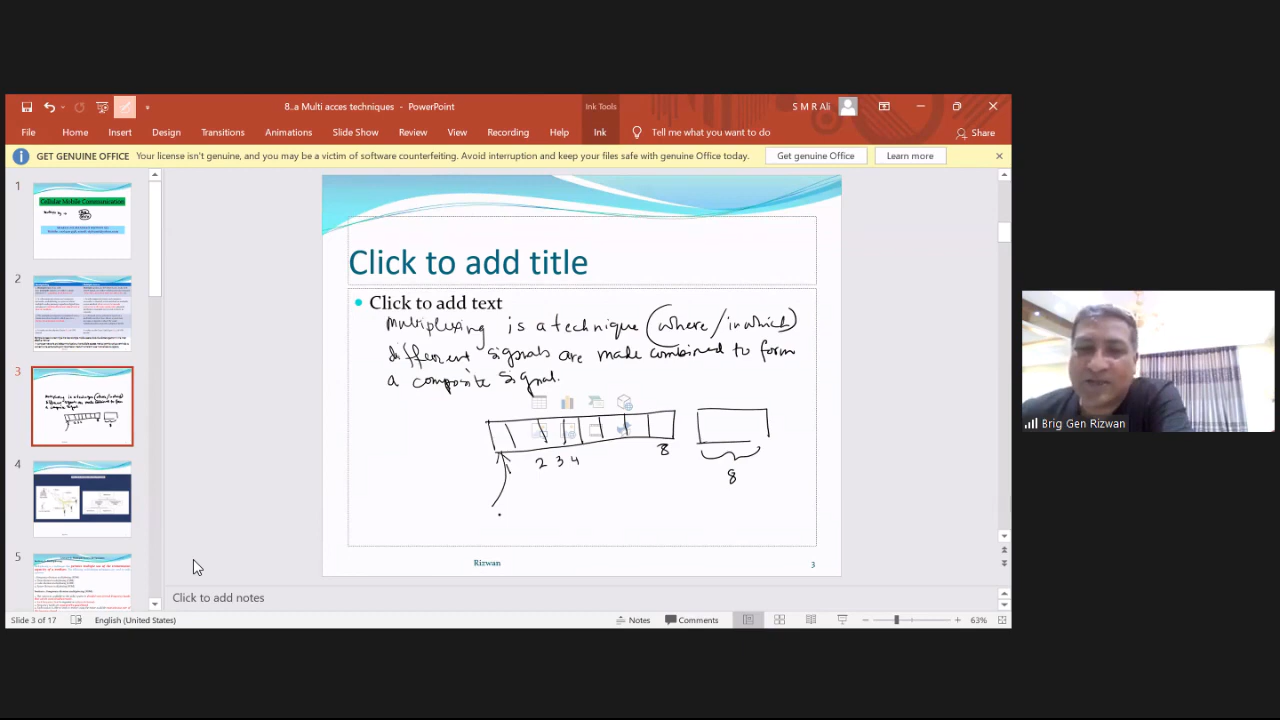 8..a Multi acces techniques - PowerPoint
Ink Tools
S M R Ali
File Home Insert Design Transitions Animations Slide Show Review View Recording Help Ink Tell me what you want to do Share
GET GENUINE OFFICE Your license isn't genuine, and you may be a victim of software counterfeiting. Avoid interruption and keep your files safe with genuine Office today. Get genuine Office Learn more
1
Cellular Mobile Communication
2
3
4
5
Click to add title
Click to add text
Multiplexing is a technique (where/in which)
different signals are made combined to form
a composite signal.
2 3 4 8
8
Rizwan 3
Click to add notes
Slide 3 of 17 English (United States) Notes Comments 63%
Brig Gen Rizwan